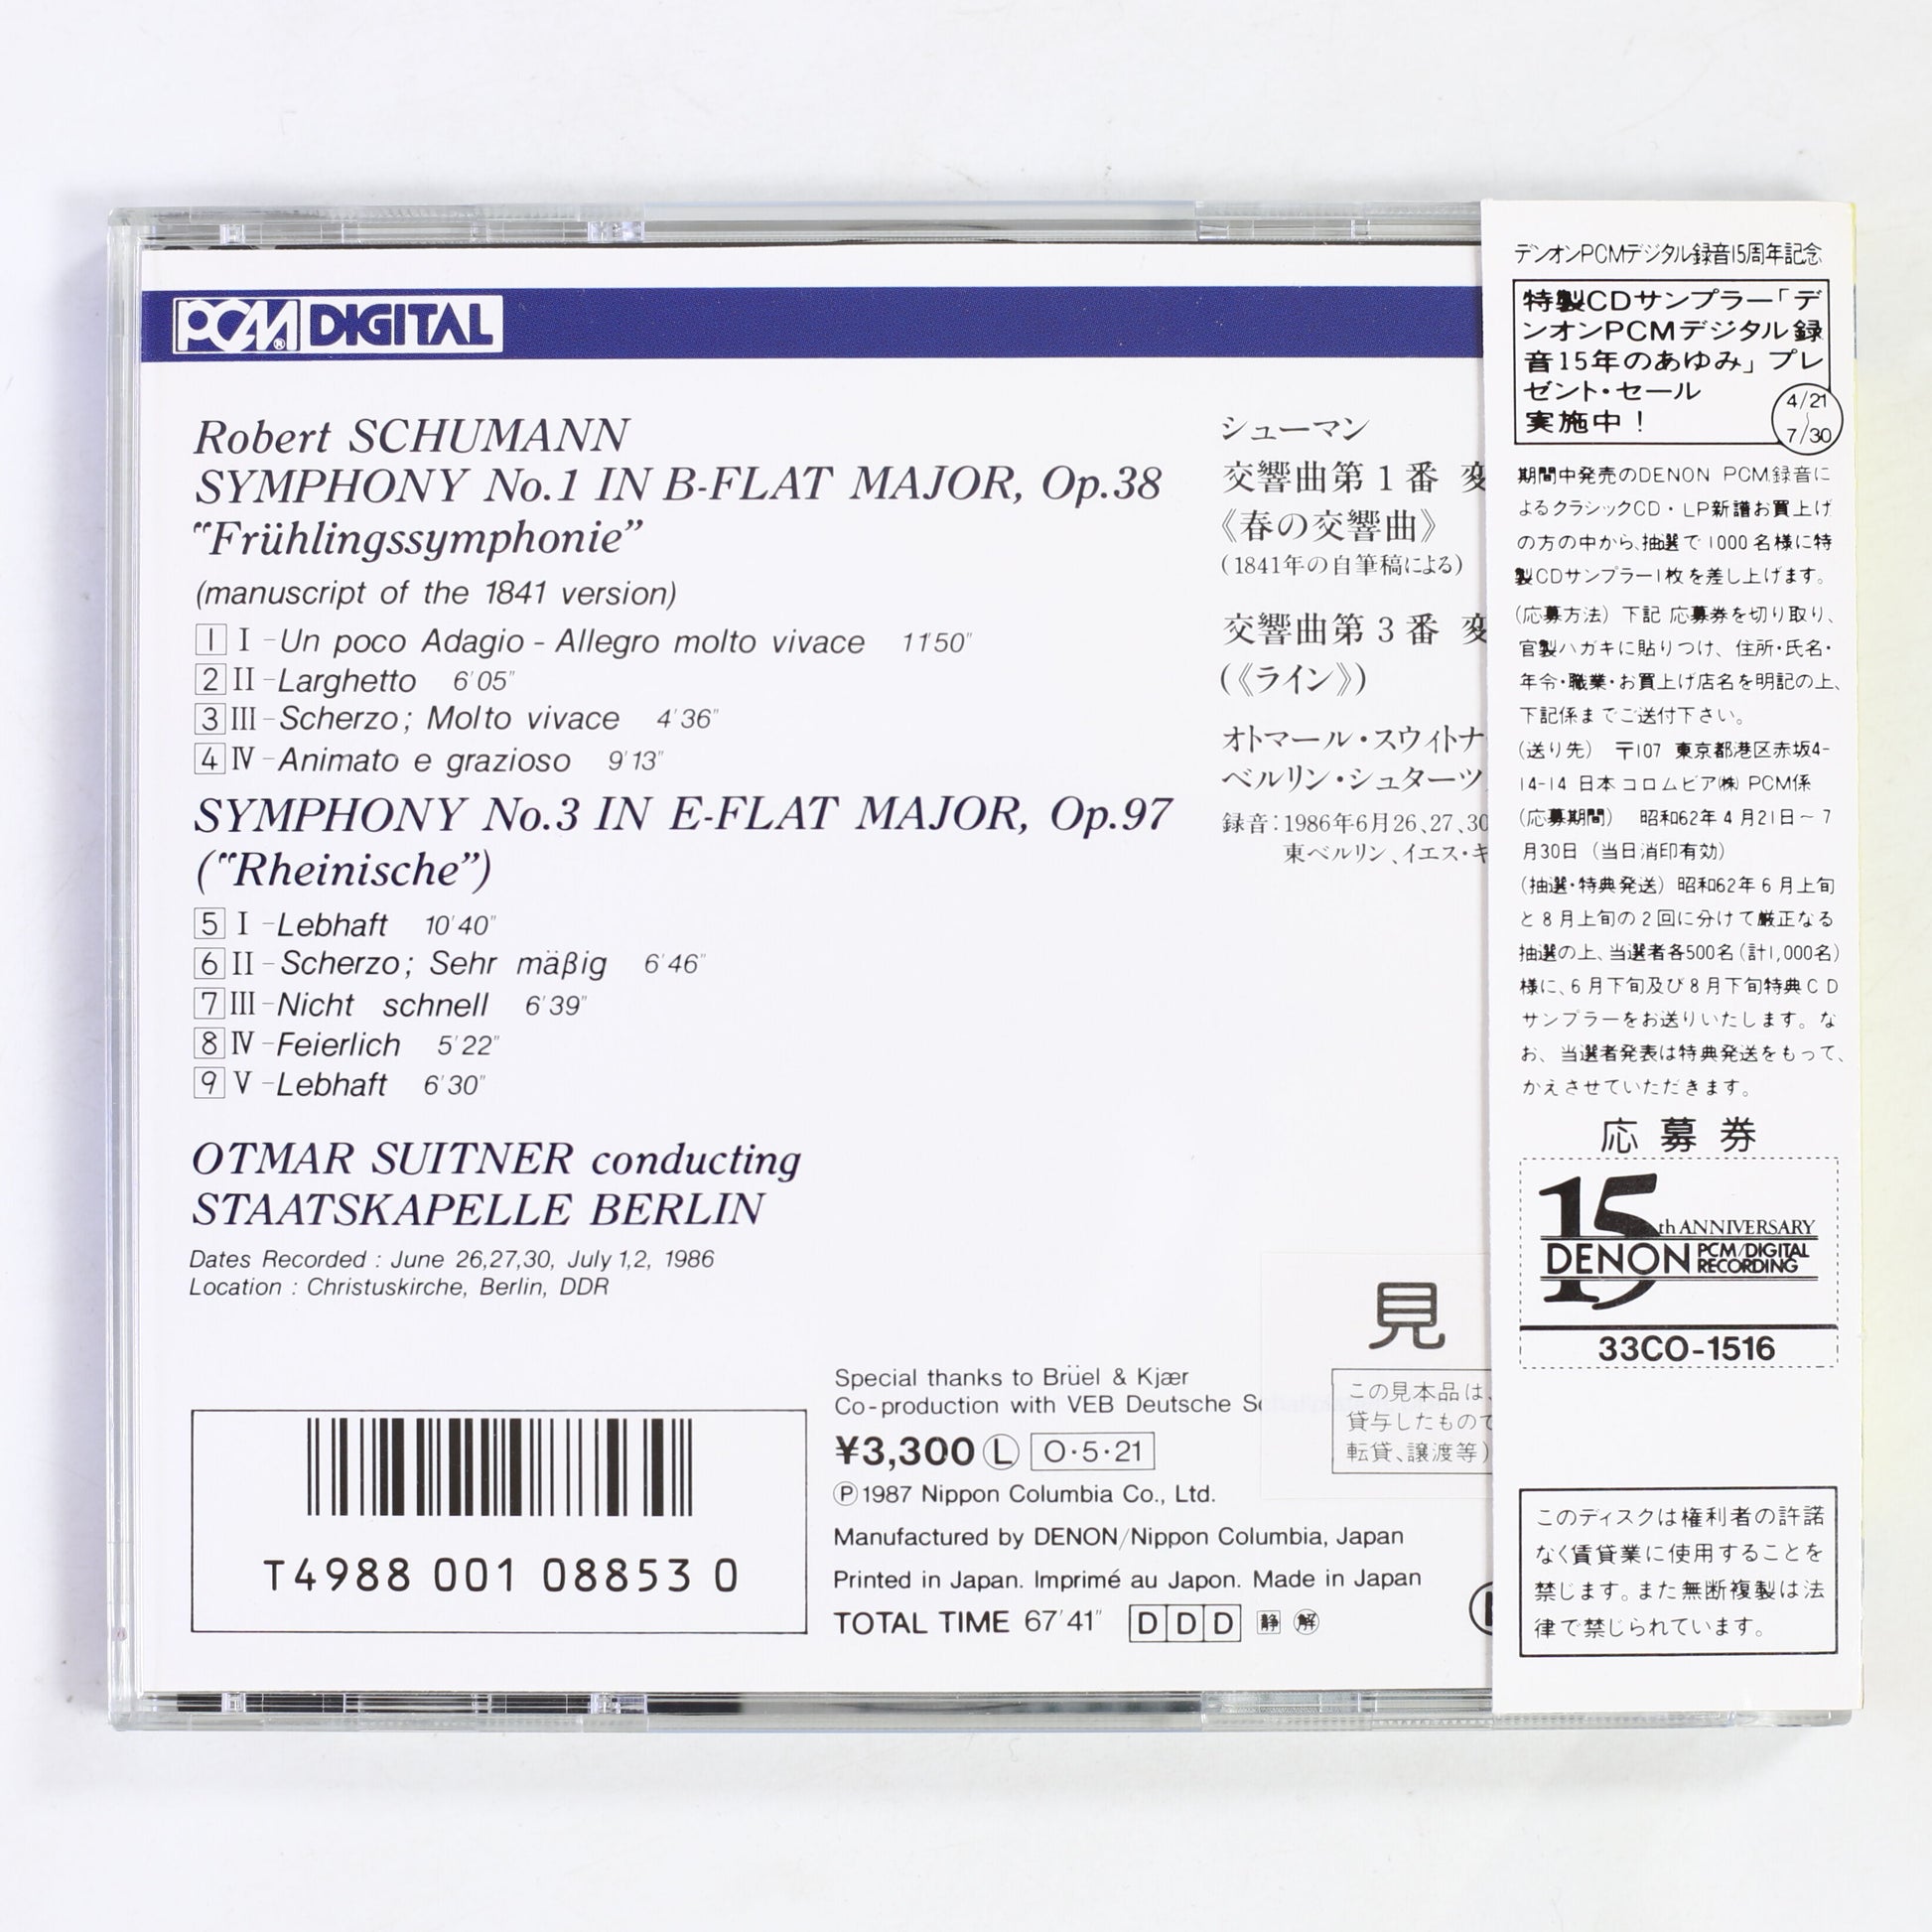 PCM® DIGITAL
Robert SCHUMANN
SYMPHONY No.1 IN B-FLAT MAJOR, Op.38
“Frühlingssymphonie”
(manuscript of the 1841 version)
1 I -Un poco Adagio - Allegro molto vivace 11'50"
2 II -Larghetto 6'05"
3 III -Scherzo; Molto vivace 4'36"
4 IV -Animato e grazioso 9'13"
SYMPHONY No.3 IN E-FLAT MAJOR, Op.97
(“Rheinische”)
5 I -Lebhaft 10'40"
6 II -Scherzo; Sehr mäßig 6'46"
7 III -Nicht schnell 6'39"
8 IV -Feierlich 5'22"
9 V -Lebhaft 6'30"
OTMAR SUITNER conducting
STAATSKAPELLE BERLIN
Dates Recorded : June 26,27,30, July 1,2, 1986
Location : Christuskirche, Berlin, DDR
T4988 001 08853 0
シューマン
交響曲第1番 変
《春の交響曲》
(1841年の自筆稿による)
交響曲第3番 変
(《ライン》)
オトマール・スウィトナ
ベルリン・シュターツ
録音:1986年6月26、27、30
東ベルリン、イエス・キ
見
この見本品は、
貸与したもので
転貸、譲渡等)
Special thanks to Brüel & Kjær
Co-production with VEB Deutsche
¥3,300 Ⓛ O·5·21
Ⓟ1987 Nippon Columbia Co., Ltd.
Manufactured by DENON/Nippon Columbia, Japan
Printed in Japan. Imprimé au Japon. Made in Japan
TOTAL TIME 67'41" DDD 静 解
デンオンPCMデジタル録音15周年記念
特製CDサンプラー「デ
ンオンPCMデジタル録
音15年のあゆみ」プレ
ゼント・セール
実施中!
4/21
〜
7/30
期間中発売のDENON PCM録音に
よるクラシックCD・LP新譜お買上げ
の方の中から、抽選で1000名様に特
製CDサンプラー1枚を差し上げます。
(応募方法) 下記 応募券を切り取り、
官製ハガキに貼りつけ、住所・氏名・
年令・職業・お買上げ店名を明記の上、
下記係までご送付下さい。
(送り先) 〒107 東京都港区赤坂4-
14-14 日本コロムビア㈱ PCM係
(応募期間) 昭和62年4月21日〜7
月30日(当日消印有効)
(抽選・特典発送)昭和62年6月上旬
と8月上旬の2回に分けて厳正なる
抽選の上、当選者各500名(計1,000名)
様に、6月下旬及び8月下旬特典CD
サンプラーをお送りいたします。な
お、当選者発表は特典発送をもって、
かえさせていただきます。
応募券
15th ANNIVERSARY
DENON PCM/DIGITAL RECORDING
33CO-1516
このディスクは権利者の許諾
なく賃貸業に使用することを
禁じます。また無断複製は法
律で禁じられています。